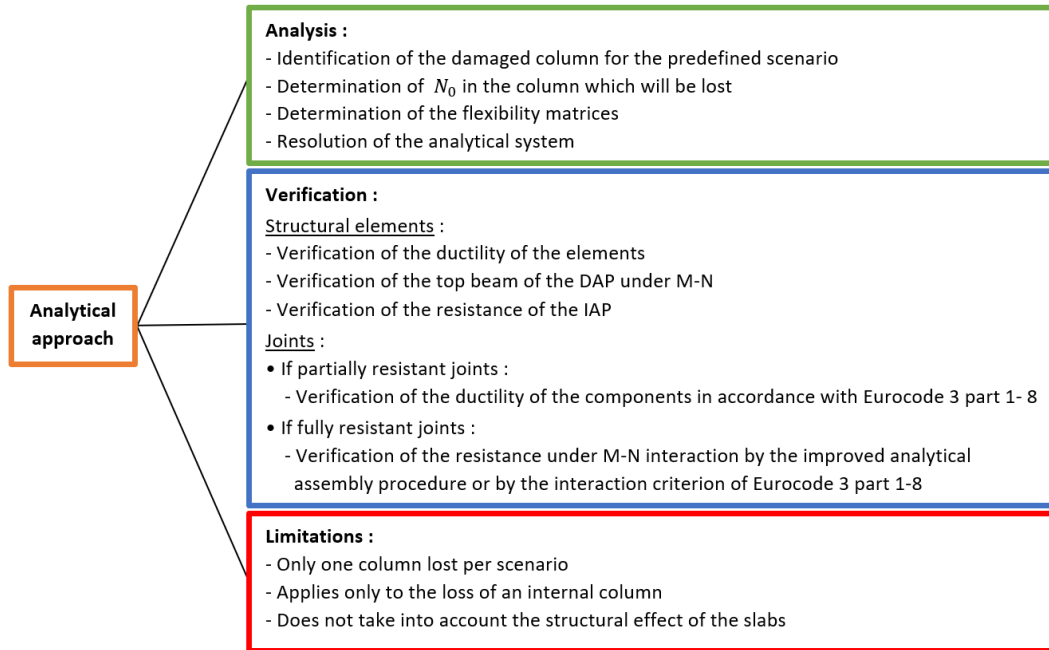 Analytical
approach
Analysis :
- Identification of the damaged column for the predefined scenario
- Determination of N₀ in the column which will be lost
- Determination of the flexibility matrices
- Resolution of the analytical system
Verification :
Structural elements :
- Verification of the ductility of the elements
- Verification of the top beam of the DAP under M-N
- Verification of the resistance of the IAP
Joints :
• If partially resistant joints :
- Verification of the ductility of the components in accordance with Eurocode 3 part 1- 8
• If fully resistant joints :
- Verification of the resistance under M-N interaction by the improved analytical
assembly procedure or by the interaction criterion of Eurocode 3 part 1-8
Limitations :
- Only one column lost per scenario
- Applies only to the loss of an internal column
- Does not take into account the structural effect of the slabs